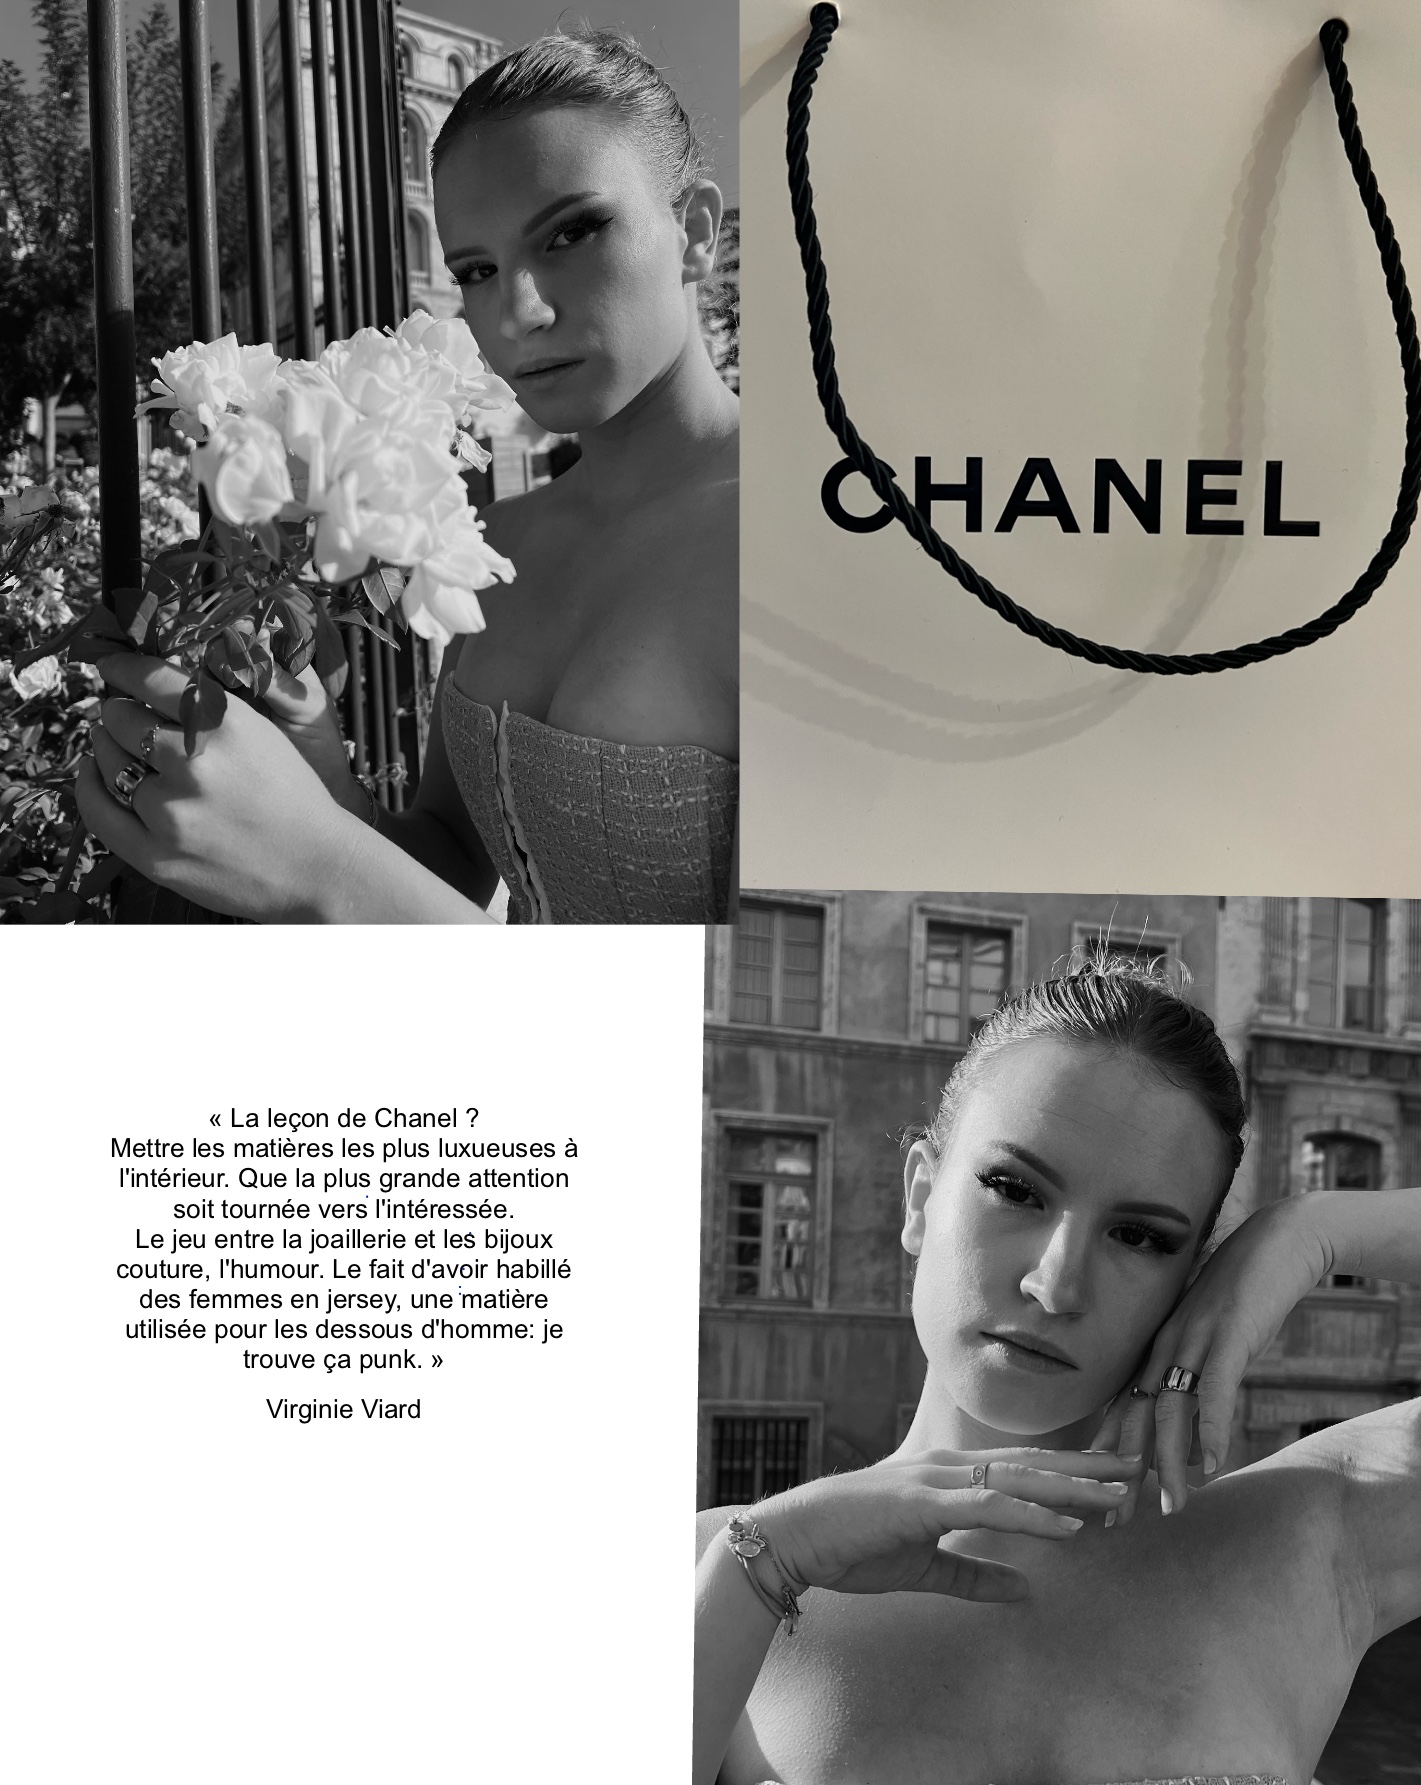 CHANEL
« La leçon de Chanel ?
Mettre les matières les plus luxueuses à
l'intérieur. Que la plus grande attention
soit tournée vers l'intéressée.
Le jeu entre la joaillerie et les bijoux
couture, l'humour. Le fait d'avoir habillé
des femmes en jersey, une matière
utilisée pour les dessous d'homme: je
trouve ça punk. »
Virginie Viard